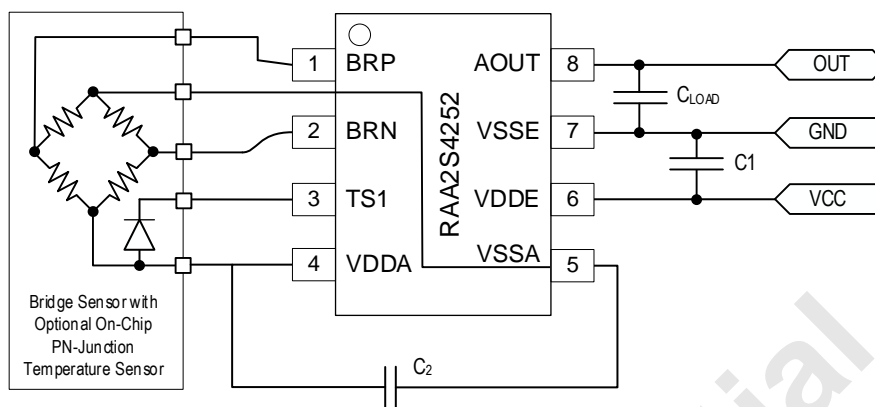 1 BRP AOUT 8 OUT
C_LOAD
2 BRN VSSE 7 GND
RAA2S4252
C1
3 TS1 VDDE 6 VCC
4 VDDA VSSA 5
Bridge Sensor with
Optional On-Chip
PN-Junction
Temperature Sensor
C2